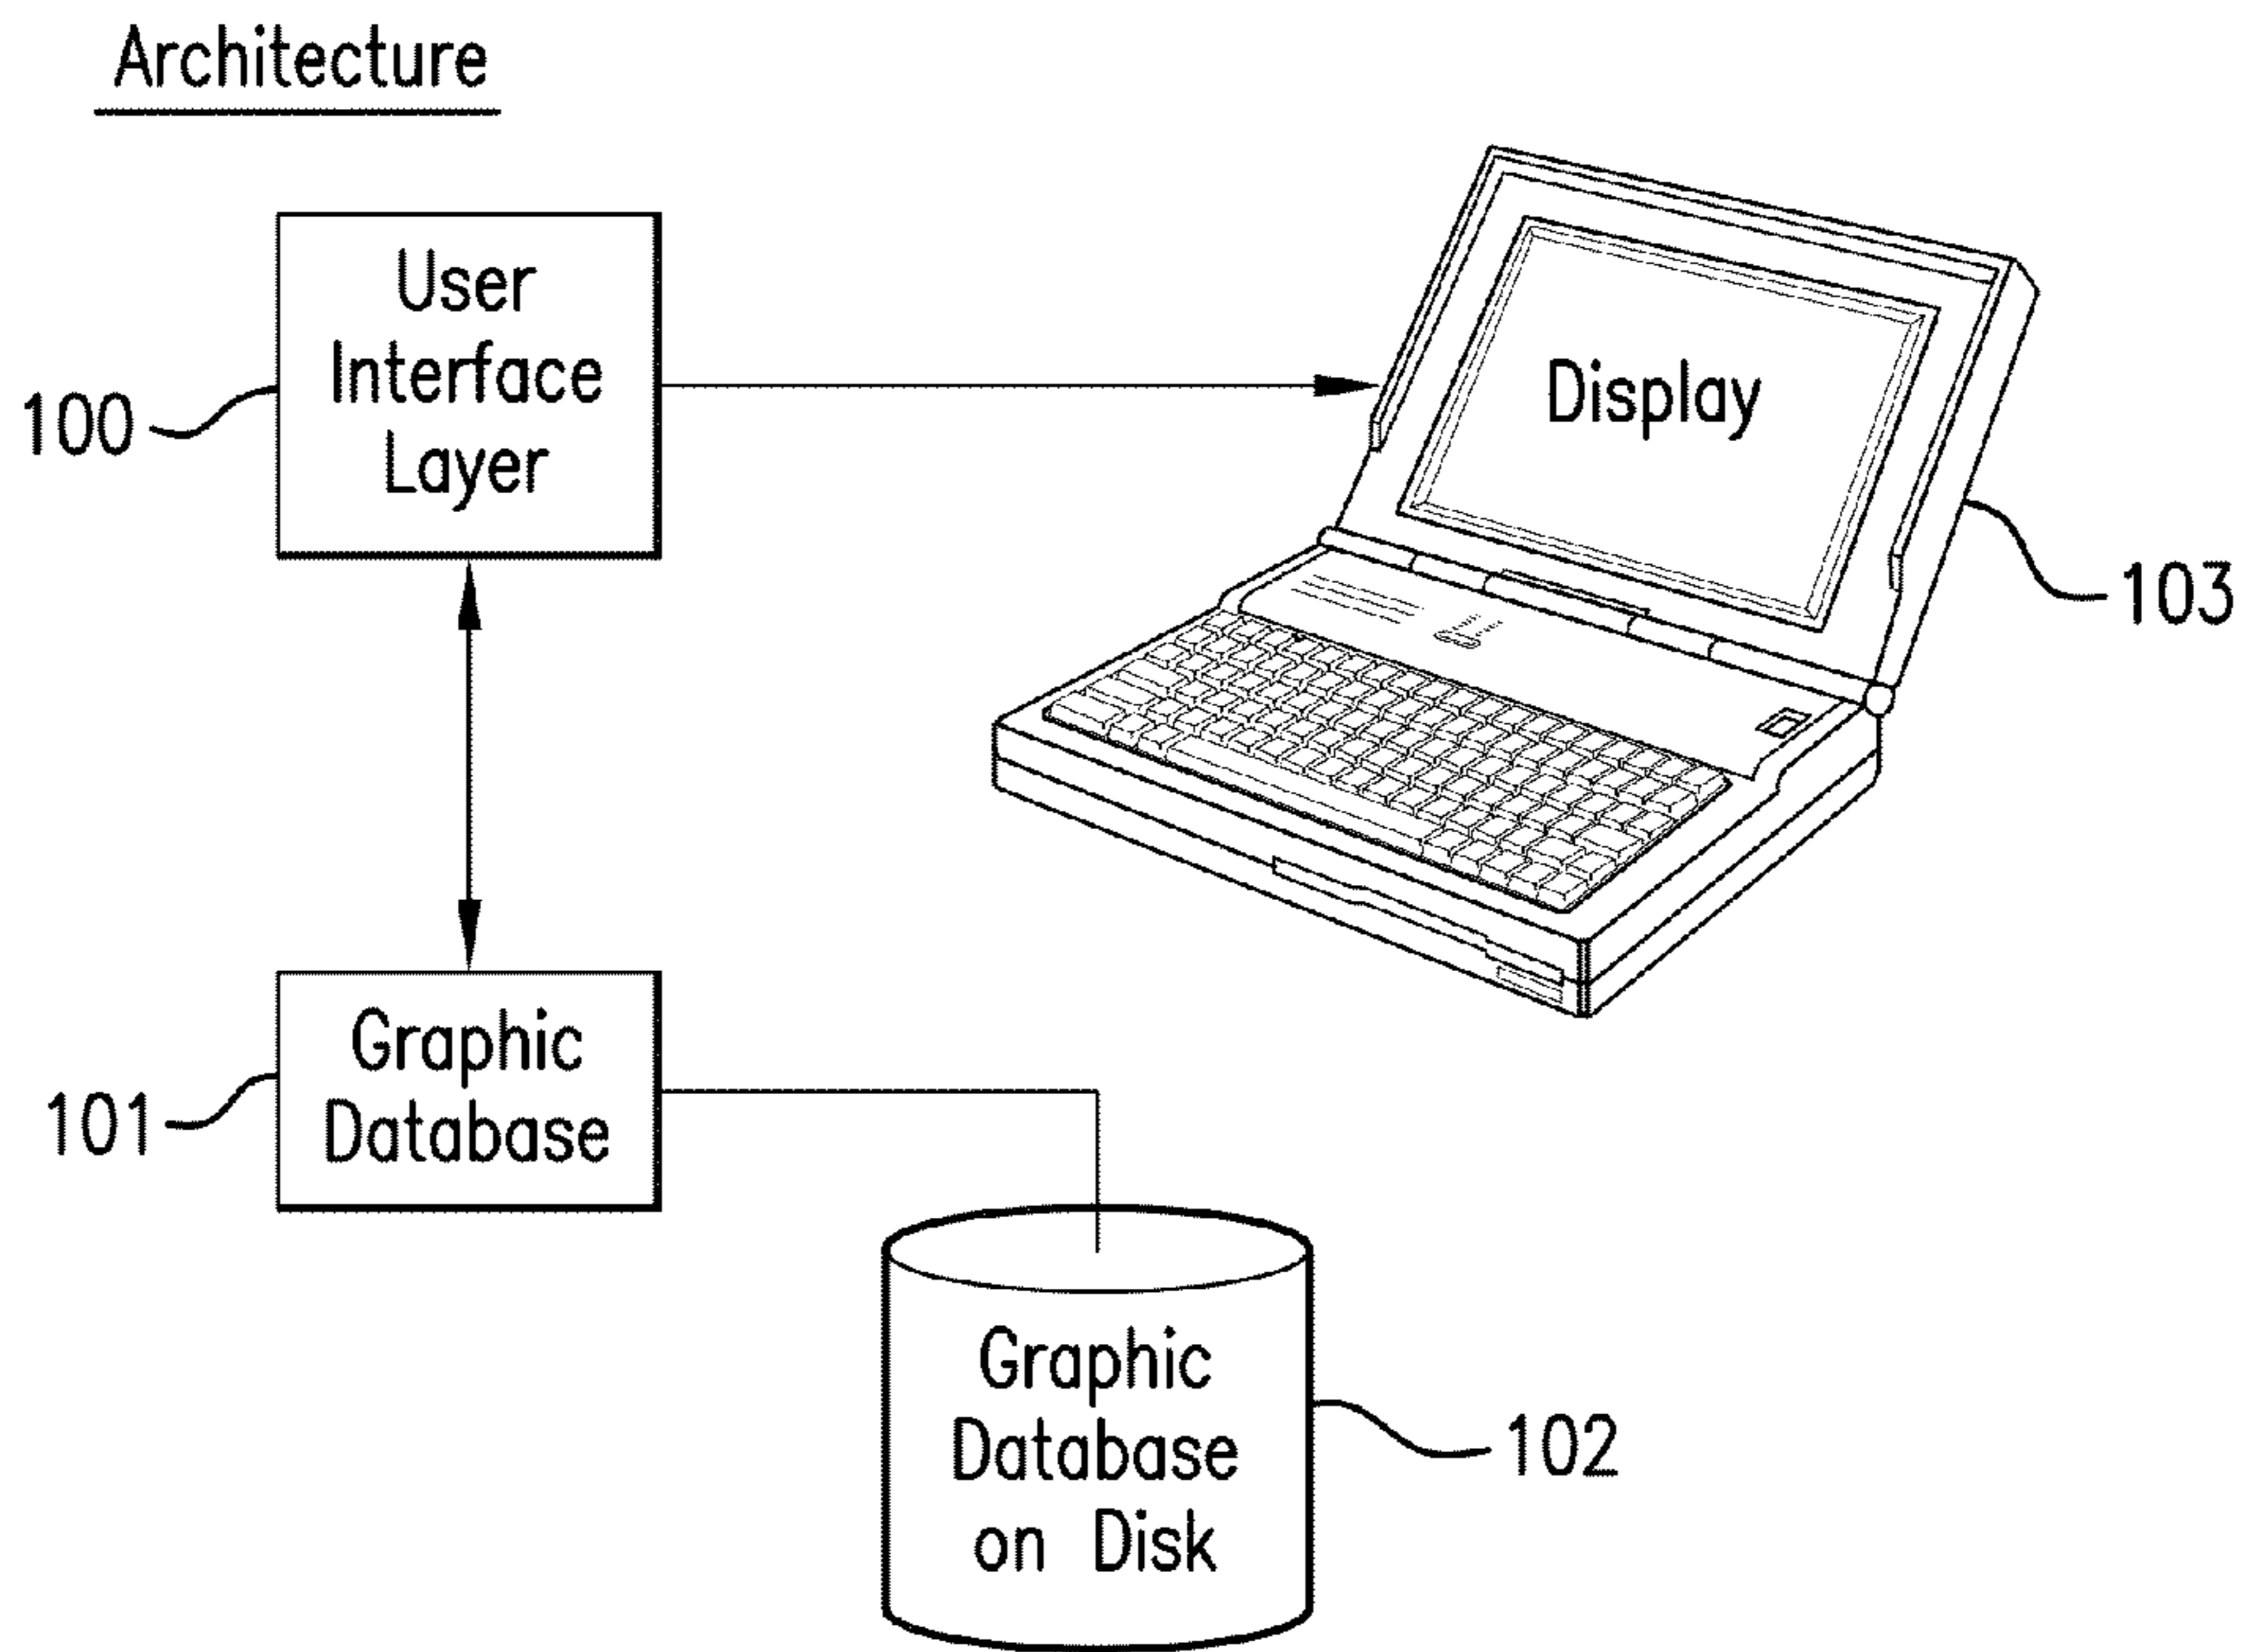 Architecture
User
Interface
Layer
100
Display
103
Graphic
Database
101
Graphic
Database
on Disk
102